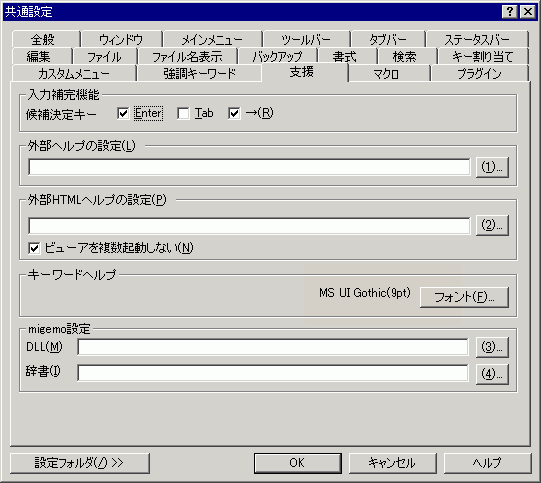 共通設定
全般 ウィンドウ メインメニュー ツールバー タブバー ステータスバー
編集 ファイル ファイル名表示 バックアップ 書式 検索 キー割り当て
カスタムメニュー 強調キーワード 支援 マクロ プラグイン
入力補完機能
候補決定キー Enter Tab →(R)
外部ヘルプの設定(L)
(1)...
外部HTMLヘルプの設定(P)
(2)...
ビューアを複数起動しない(N)
キーワードヘルプ
MS UI Gothic(9pt) フォント(F)...
migemo設定
DLL(M) (3)...
辞書(I) (4)...
設定フォルダ(/) >> OK キャンセル ヘルプ